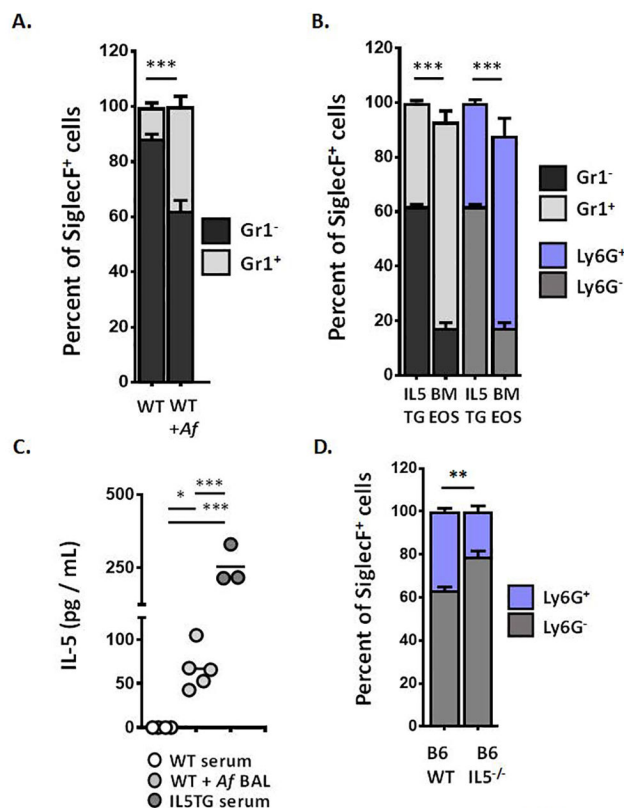 A.
Percent of SiglecF+ cells
120
100
80
60
40
20
0
***
WT WT
+Af
Gr1-
Gr1+
B.
Percent of SiglecF+ cells
120
100
80
60
40
20
0
*** ***
IL5 BM IL5 BM
TG EOS TG EOS
Gr1-
Gr1+
Ly6G+
Ly6G-
C.
IL-5 (pg / mL)
500
250
100
50
0
***
*
***
WT serum
WT + Af BAL
IL5TG serum
D.
Percent of SiglecF+ cells
120
100
80
60
40
20
0
**
B6 B6
WT IL5-/-
Ly6G+
Ly6G-